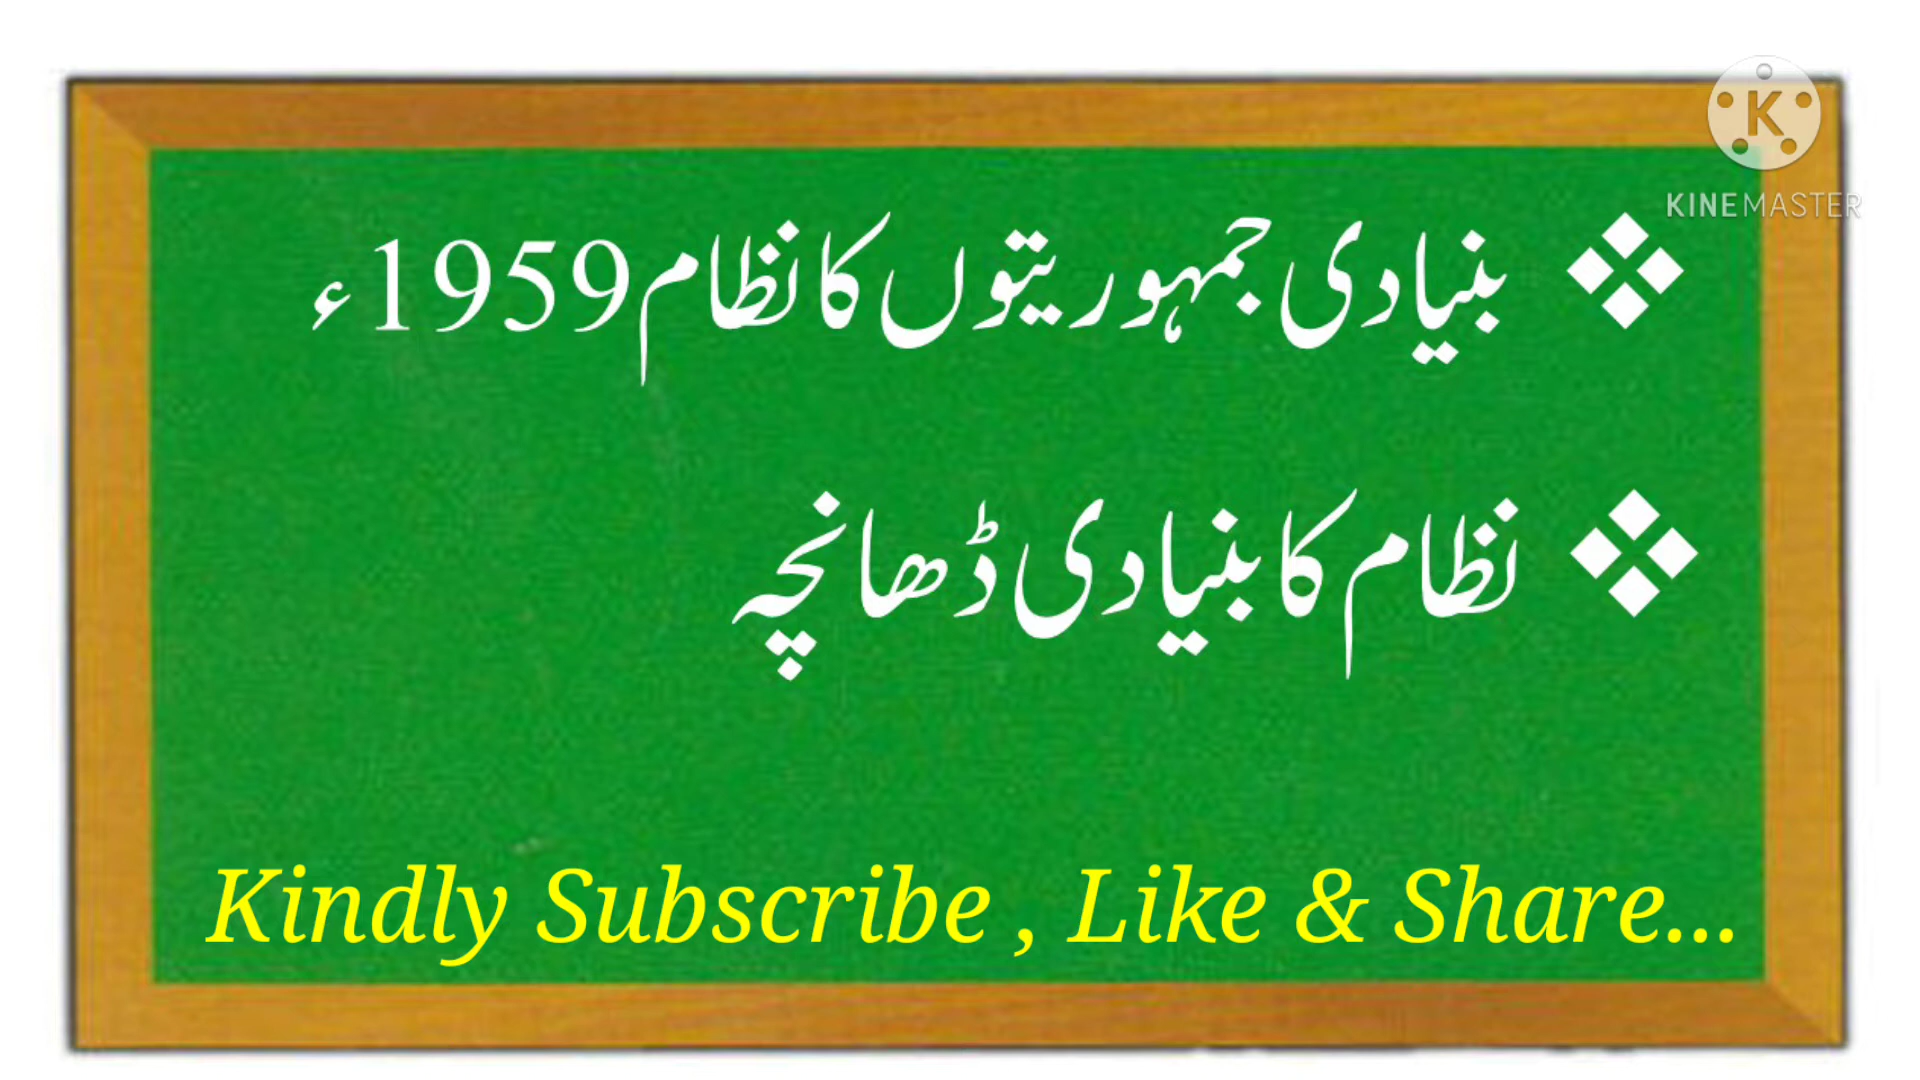 KINEMASTER
❖ بنیادی جمہوریتوں کا نظام 1959ء
❖ نظام کا بنیادی ڈھانچہ
Kindly Subscribe , Like & Share...